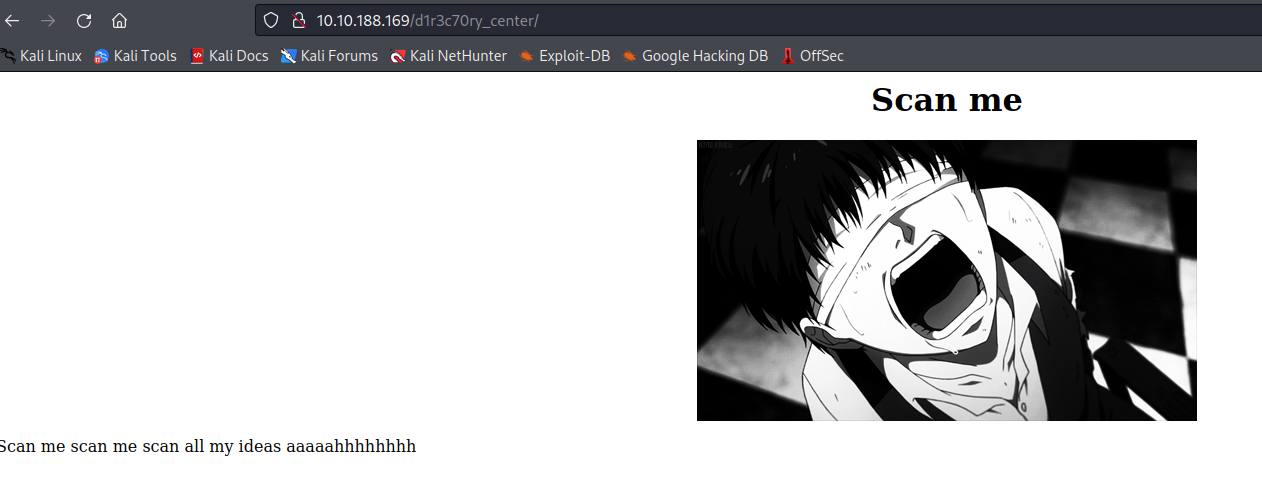 10.10.188.169/d1r3c70ry_center/
Kali Linux Kali Tools Kali Docs Kali Forums Kali NetHunter Exploit-DB Google Hacking DB OffSec
Scan me
Scan me scan me scan all my ideas aaaaahhhhhhhh